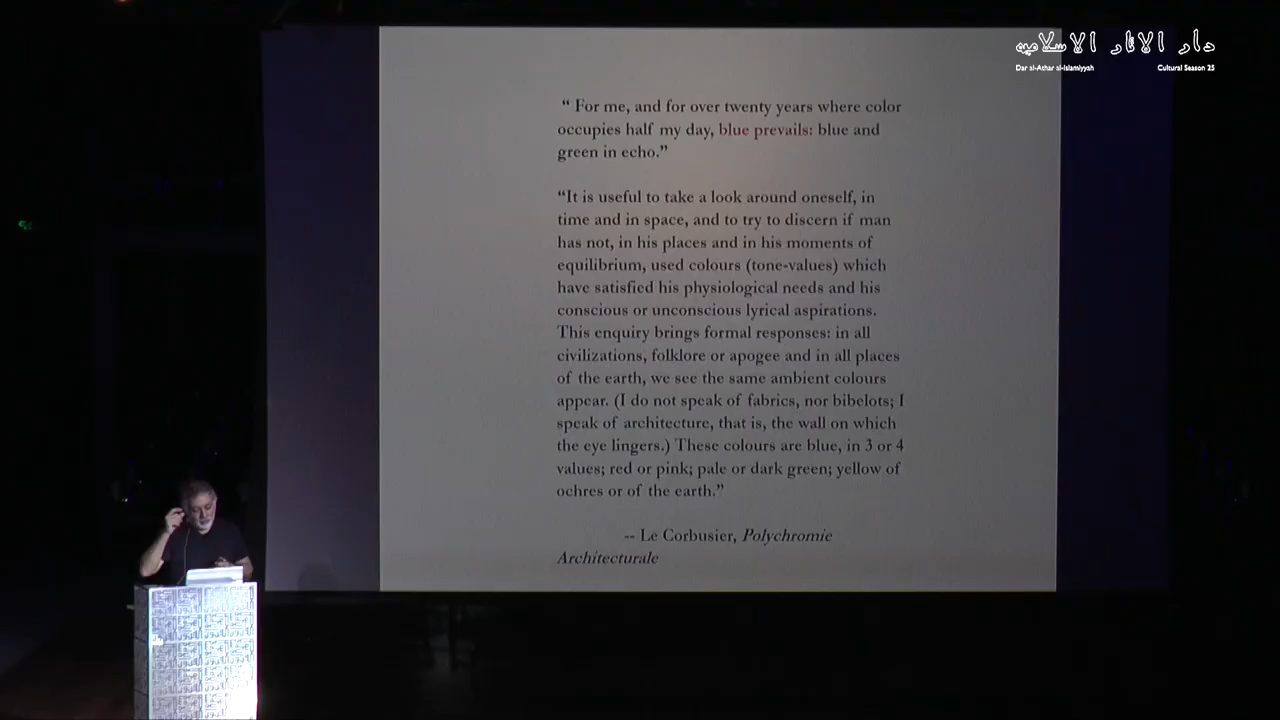 دار الآثار الإسلامية
Dar al-Athar al-Islamiyyah
Cultural Season 25
“ For me, and for over twenty years where color
occupies half my day, blue prevails: blue and
green in echo.”
“It is useful to take a look around oneself, in
time and in space, and to try to discern if man
has not, in his places and in his moments of
equilibrium, used colours (tone-values) which
have satisfied his physiological needs and his
conscious or unconscious lyrical aspirations.
This enquiry brings formal responses: in all
civilizations, folklore or apogee and in all places
of the earth, we see the same ambient colours
appear. (I do not speak of fabrics, nor bibelots; I
speak of architecture, that is, the wall on which
the eye lingers.) These colours are blue, in 3 or 4
values; red or pink; pale or dark green; yellow of
ochres or of the earth.”
-- Le Corbusier, Polychromie
Architecturale